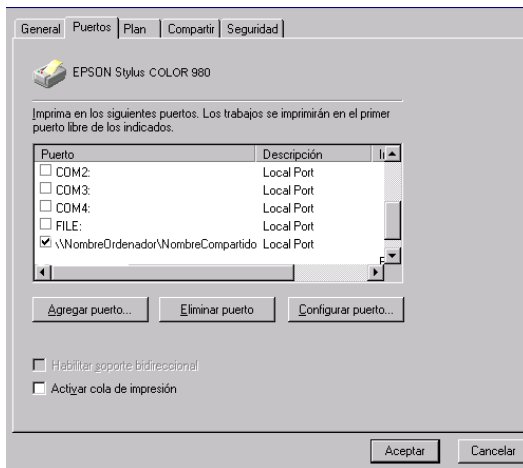 General Puertos Plan Compartir Seguridad
EPSON Stylus COLOR 980
Imprima en los siguientes puertos. Los trabajos se imprimirán en el primer
puerto libre de los indicados.
Puerto Descripción
COM2: Local Port
COM3: Local Port
COM4: Local Port
FILE: Local Port
\\NombreOrdenador\NombreCompartido Local Port
Agregar puerto... Eliminar puerto Configurar puerto...
Habilitar soporte bidireccional
Activar cola de impresión
Aceptar Cancelar